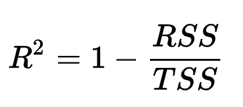 R² = 1 − RSS/TSS